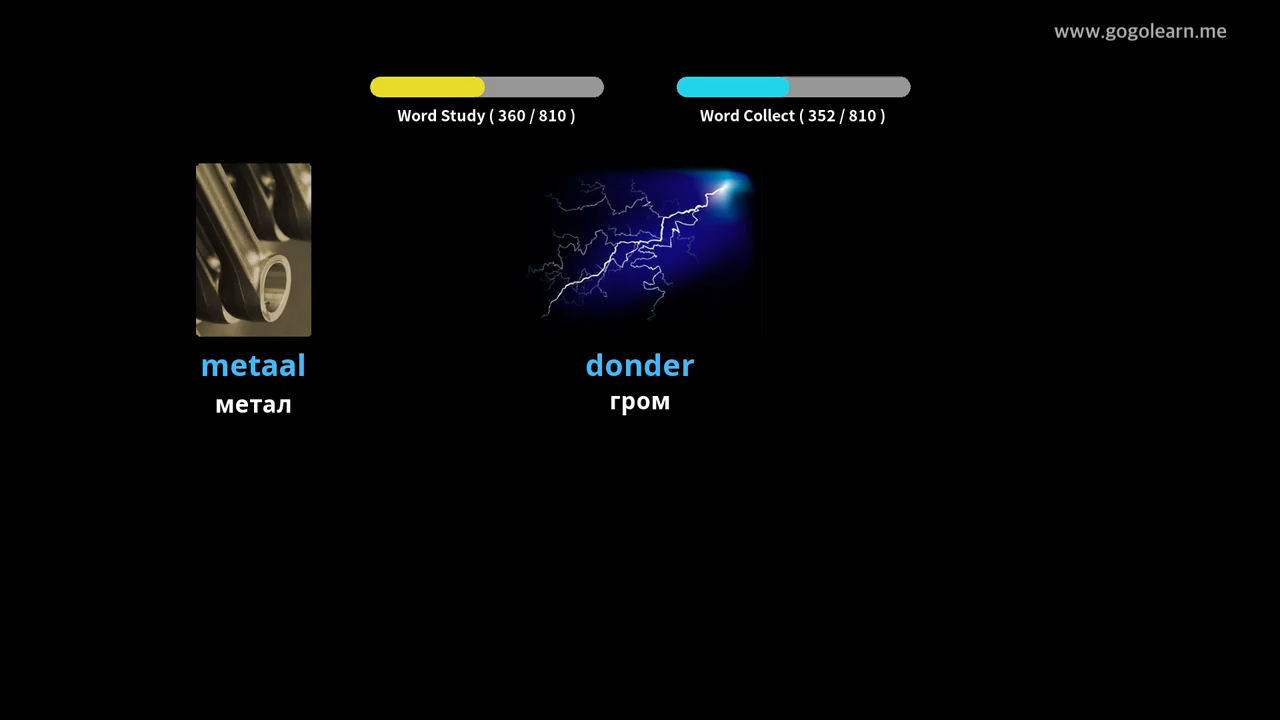 www.gogolearn.me
Word Study ( 360 / 810 )
Word Collect ( 352 / 810 )
metaal
метал
donder
гром